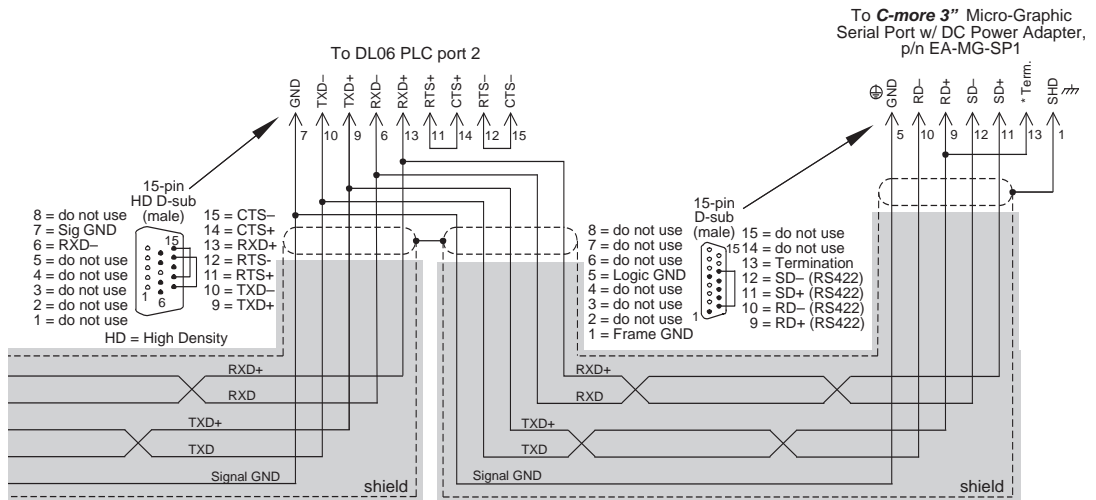 To C-more 3” Micro-Graphic
Serial Port w/ DC Power Adapter,
p/n EA-MG-SP1
To DL06 PLC port 2
GND
TXD–
TXD+
RXD–
RXD+
RTS+
CTS+
RTS–
CTS–
7
10
9
6
13
11
14
12
15
GND
RD–
RD+
SD–
SD+
* Term.
SHD
5
10
9
12
11
13
1
15-pin
HD D-sub
(male)
8 = do not use
7 = Sig GND
6 = RXD–
5 = do not use
4 = do not use
3 = do not use
2 = do not use
1 = do not use
15
1
6
15 = CTS–
14 = CTS+
13 = RXD+
12 = RTS-
11 = RTS+
10 = TXD–
9 = TXD+
HD = High Density
15-pin
D-sub
(male)
8 = do not use
7 = do not use
6 = do not use
5 = Logic GND
4 = do not use
3 = do not use
2 = do not use
1 = Frame GND
15
1
15 = do not use
14 = do not use
13 = Termination
12 = SD– (RS422)
11 = SD+ (RS422)
10 = RD– (RS422)
9 = RD+ (RS422)
RXD+
RXD
TXD+
TXD
Signal GND
shield
RXD+
RXD
TXD+
TXD
Signal GND
shield